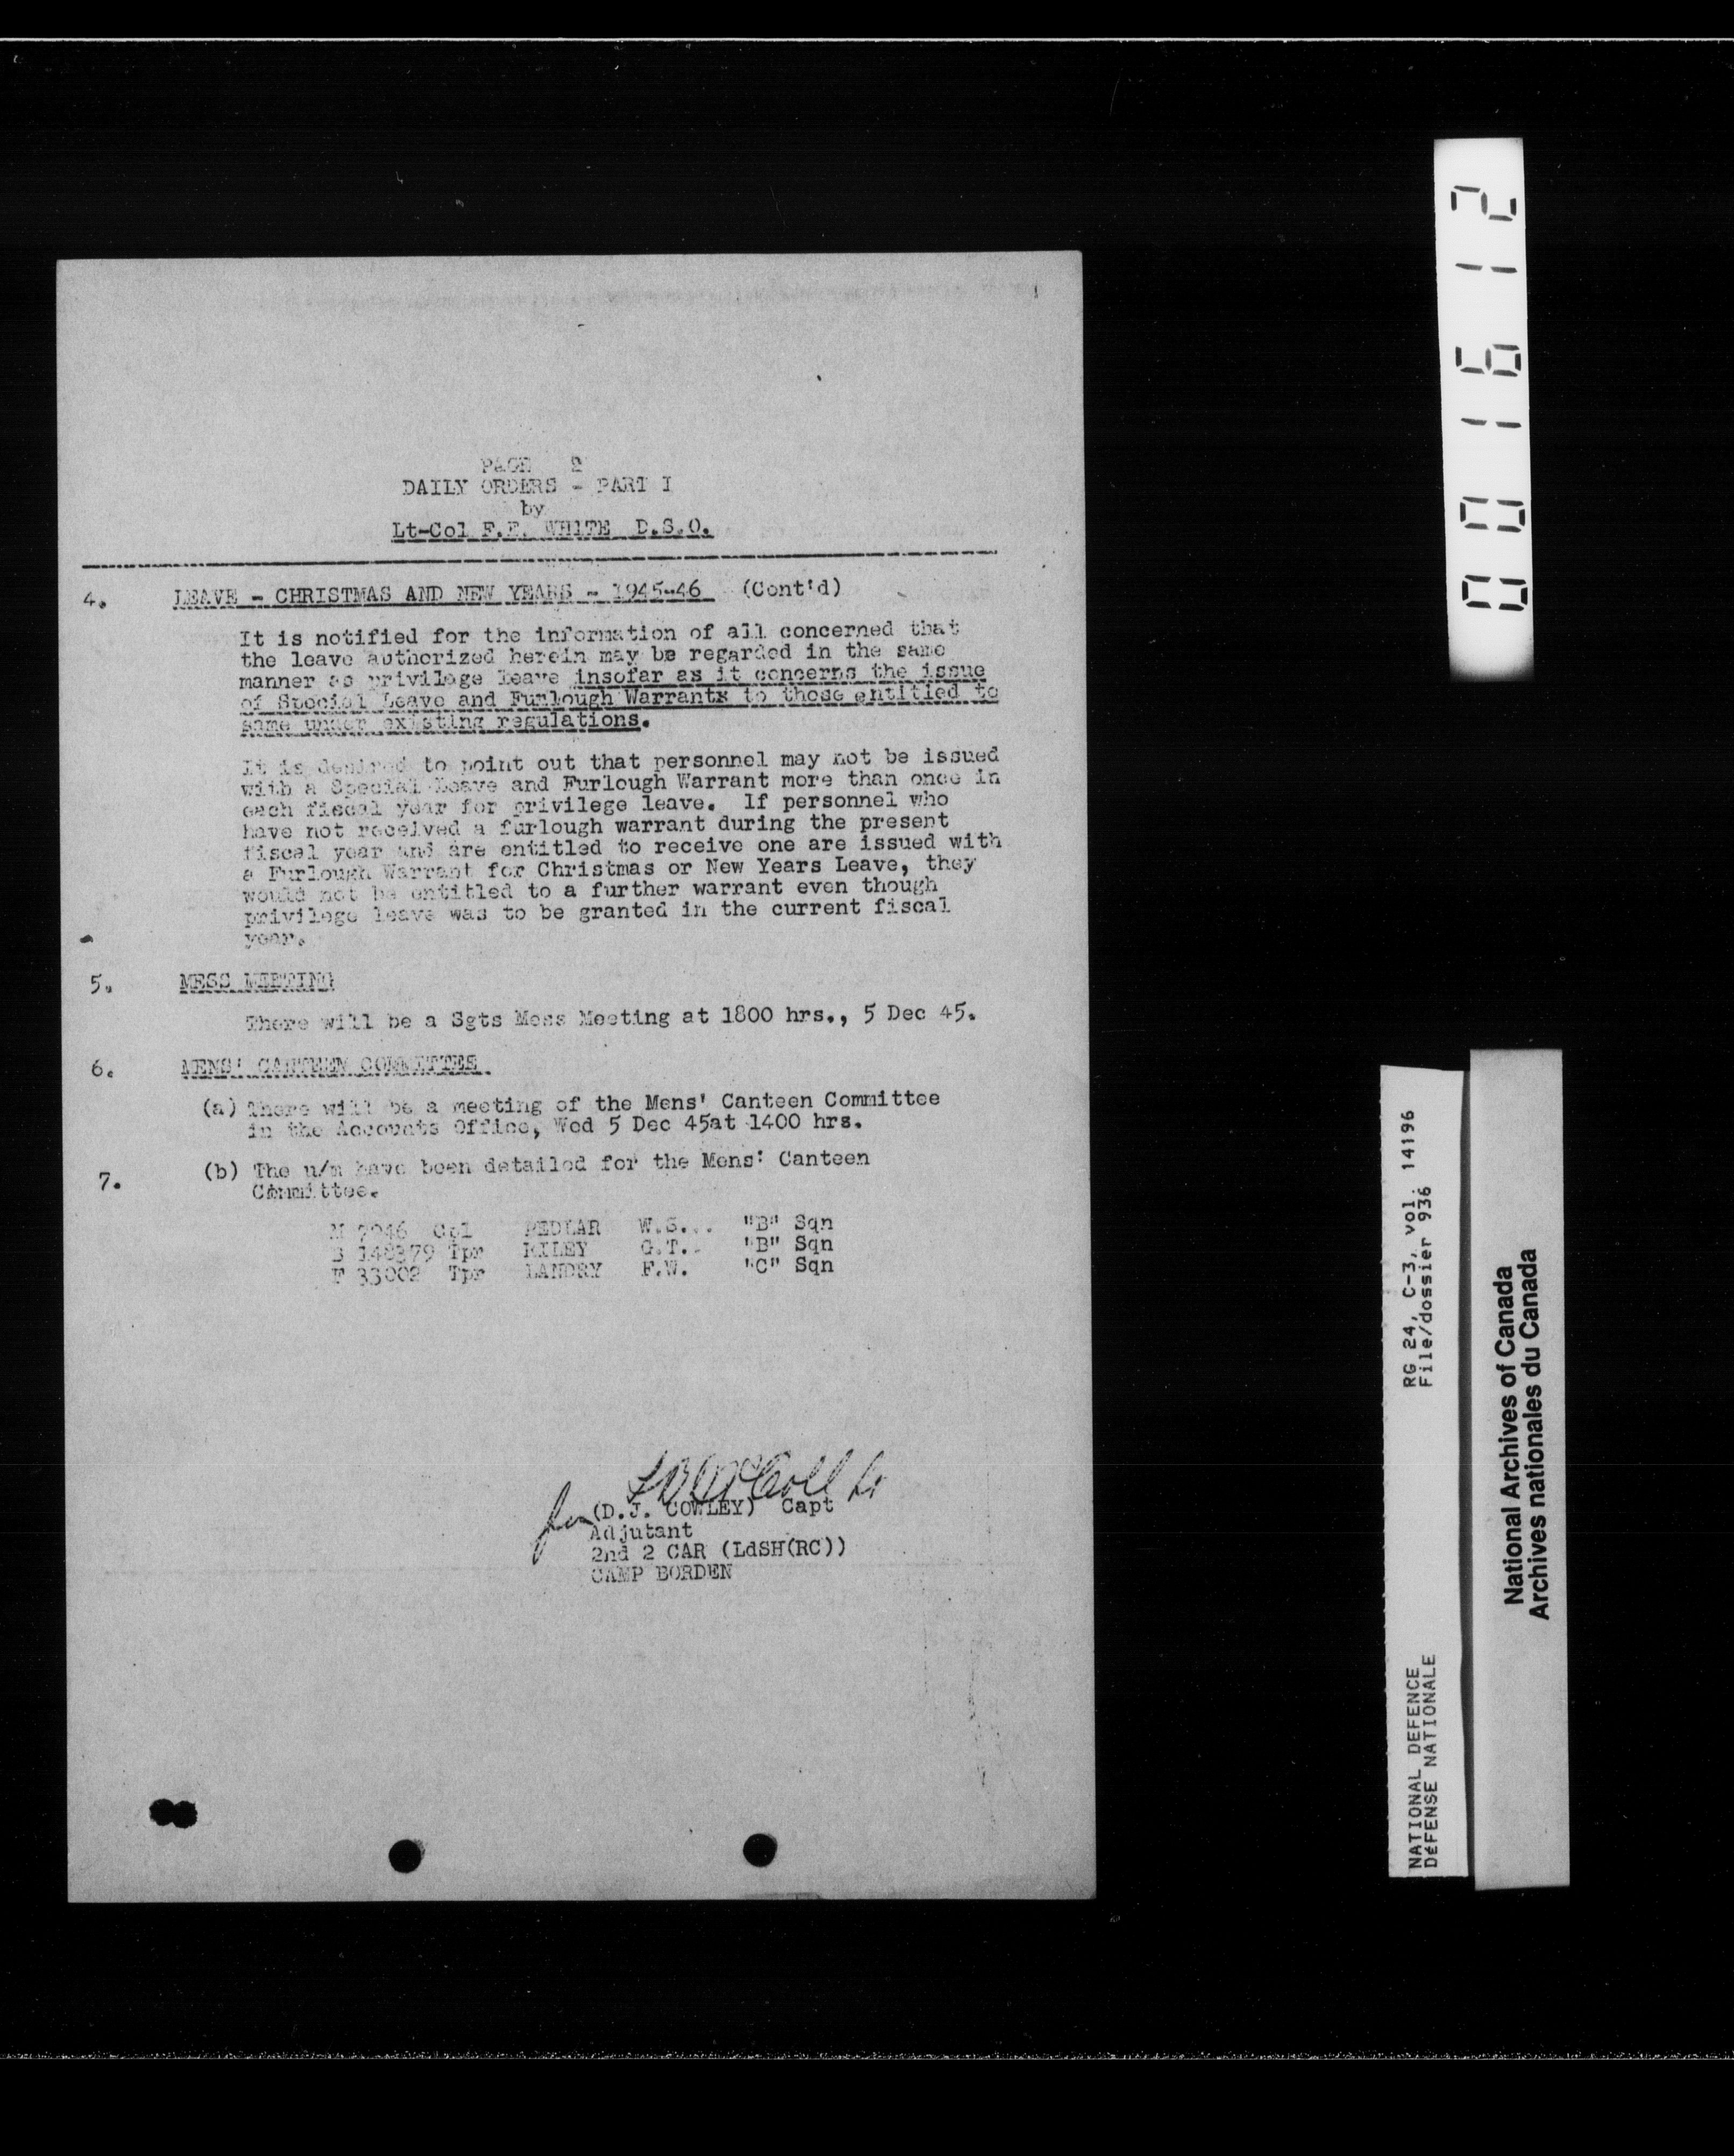 PAGE 2
DAILY ORDERS - PART I
by
Lt-Col F.E. WHITE D.S.O.
4. LEAVE - CHRISTMAS AND NEW YEARS - 1945-46 (Cont'd)
It is notified for the information of all concerned that
the leave authorized herein may be regarded in the same
manner as privilege leave insofar as it concerns the issue
of Special Leave and Furlough Warrants to those entitled to
same under existing regulations.
It is desired to point out that personnel may not be issued
with a Special Leave and Furlough Warrant more than once in
each fiscal year for privilege leave. If personnel who
have not received a furlough warrant during the present
fiscal year and are entitled to receive one are issued with
a Furlough Warrant for Christmas or New Years Leave, they
would not be entitled to a further warrant even though
privilege leave was to be granted in the current fiscal
year.
5. MESS MEETING
There will be a Sgts Mess Meeting at 1800 hrs., 5 Dec 45.
6. MENS' CANTEEN COMMITTEE
(a) There will be a meeting of the Mens' Canteen Committee
in the Accounts Office, Wed 5 Dec 45at 1400 hrs.
7. (b) The u/m have been detailed for the Mens' Canteen
Committee.
M 7946 Cpl PEDLAR W.S... "B" Sqn
B 148379 Tpr RILEY G.T.. "B" Sqn
F 33002 Tpr LANDRY F.W. "C" Sqn
for (D.J. COWLEY) Capt
Adjutant
2nd 2 CAR (LdSH(RC))
CAMP BORDEN
001612
RG 24, C-3, vol. 14196
File/dossier 936
NATIONAL DEFENCE
DéFENSE NATIONALE
National Archives of Canada
Archives nationales du Canada